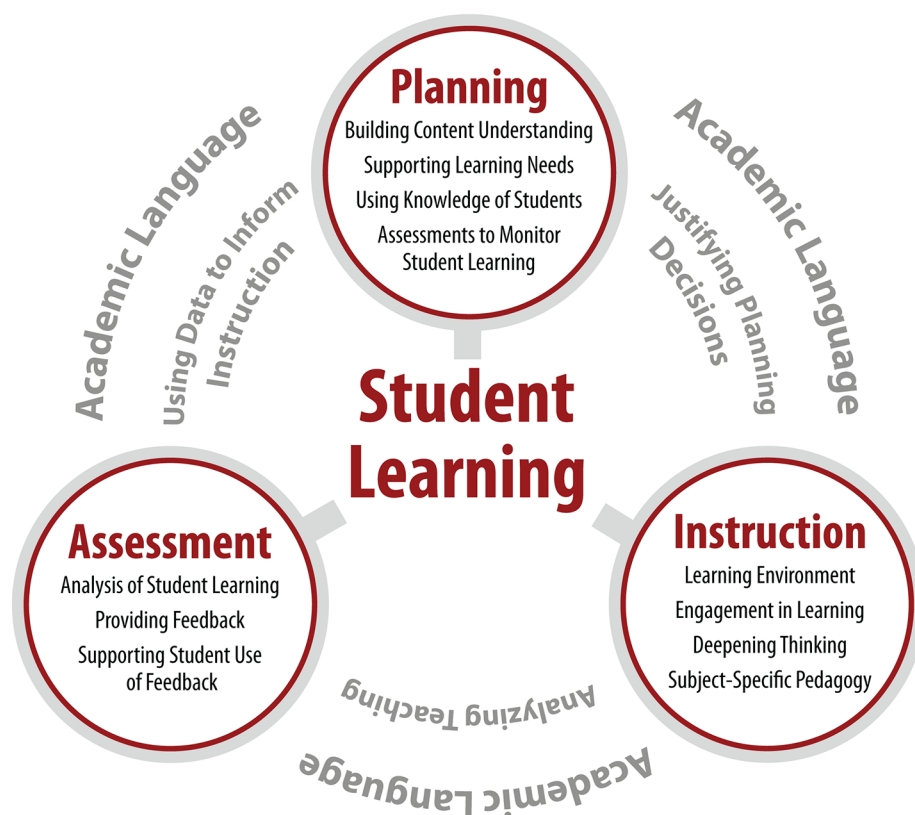 Planning
Building Content Understanding
Supporting Learning Needs
Using Knowledge of Students
Assessments to Monitor
Student Learning
Academic Language
Using Data to Inform
Instruction
Academic Language
Justifying Planning
Decisions
Student
Learning
Assessment
Analysis of Student Learning
Providing Feedback
Supporting Student Use
of Feedback
Instruction
Learning Environment
Engagement in Learning
Deepening Thinking
Subject-Specific Pedagogy
Analyzing Teaching
Academic Language